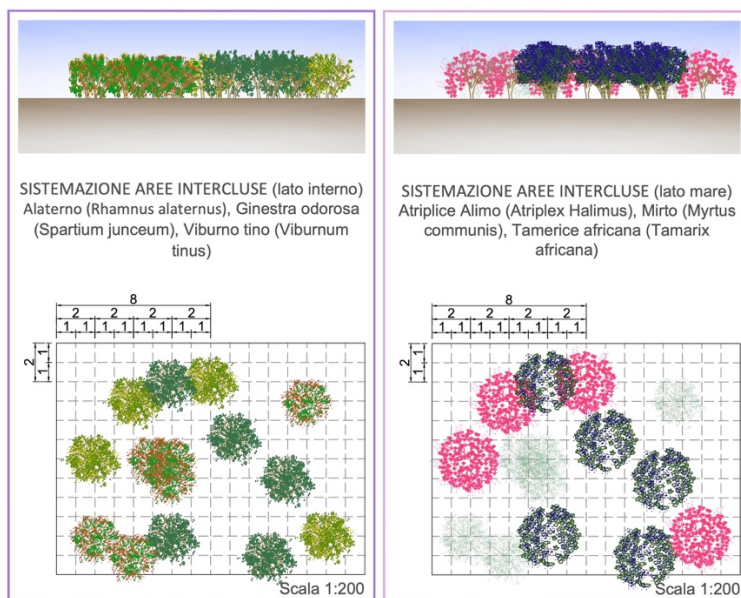 SISTEMAZIONE AREE INTERCLUSE (lato interno)
Alaterno (Rhamnus alaternus), Ginestra odorosa
(Spartium junceum), Viburno tino (Viburnum
tinus)
8
2 2 2 2
1 1 1 1 1 1 1 1
2
1 1
Scala 1:200
SISTEMAZIONE AREE INTERCLUSE (lato mare)
Atriplice Alimo (Atriplex Halimus), Mirto (Myrtus
communis), Tamerice africana (Tamarix
africana)
8
2 2 2 2
1 1 1 1 1 1 1 1
2
1 1
Scala 1:200